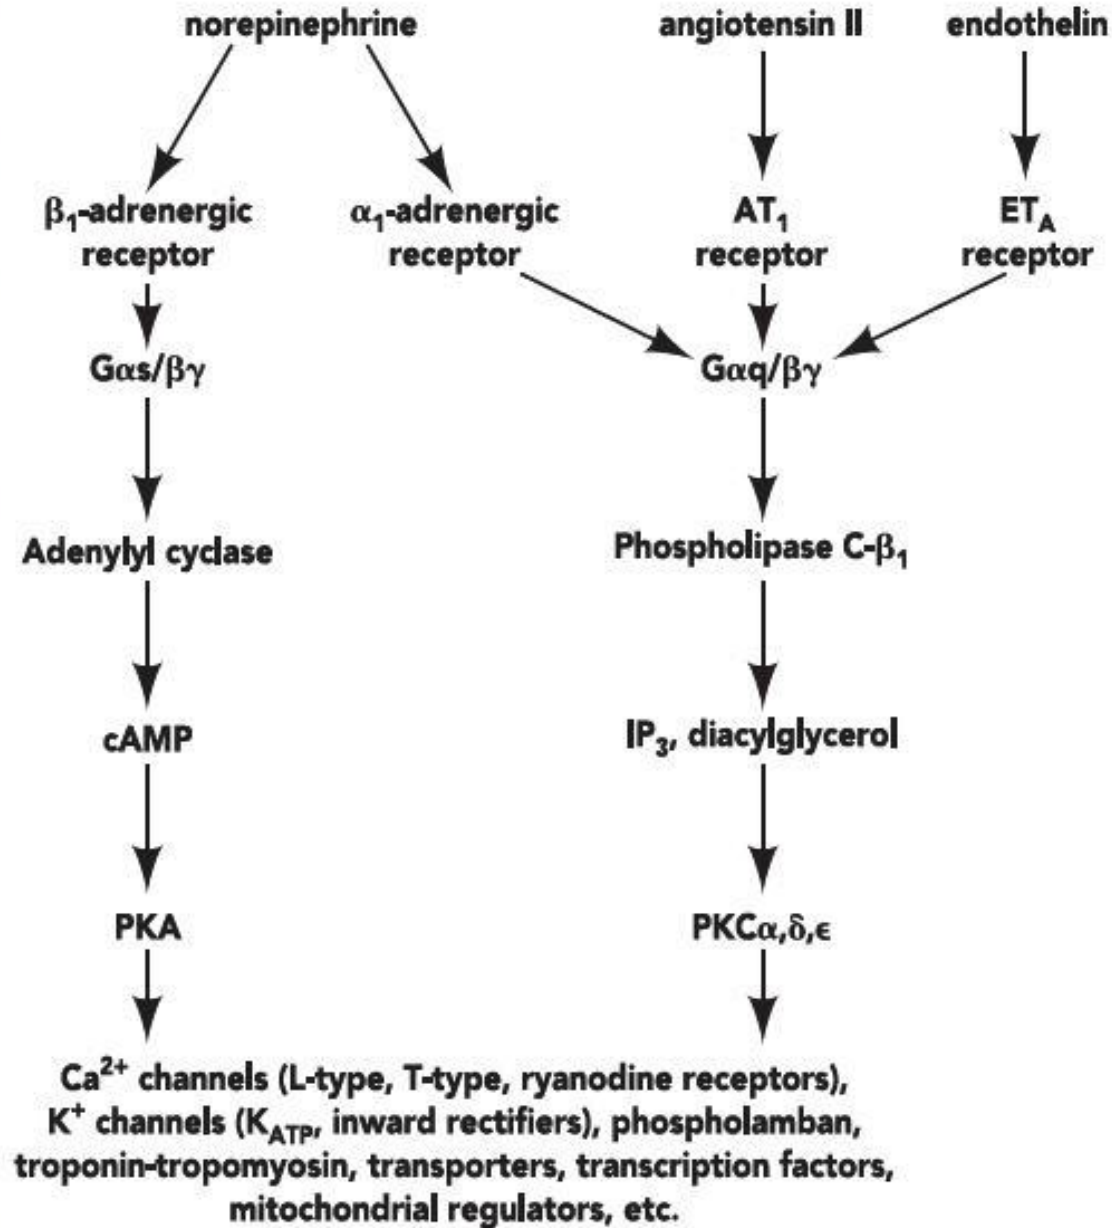 norepinephrine angiotensin II endothelin
β₁-adrenergic α₁-adrenergic AT₁ ET_A
receptor receptor receptor receptor
Gαs/βγ Gαq/βγ
Adenylyl cyclase Phospholipase C-β₁
cAMP IP₃, diacylglycerol
PKA PKCα,δ,ϵ
Ca²⁺ channels (L-type, T-type, ryanodine receptors),
K⁺ channels (K_ATP, inward rectifiers), phospholamban,
troponin-tropomyosin, transporters, transcription factors,
mitochondrial regulators, etc.